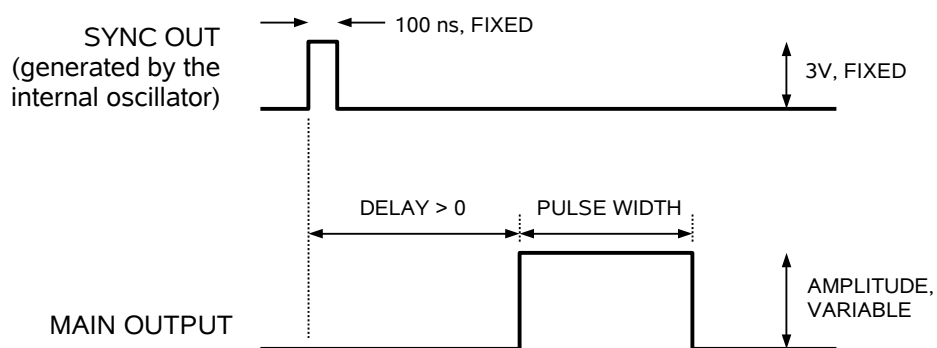 SYNC OUT
(generated by the
internal oscillator)
100 ns, FIXED
3V, FIXED
DELAY > 0
PULSE WIDTH
MAIN OUTPUT
AMPLITUDE,
VARIABLE